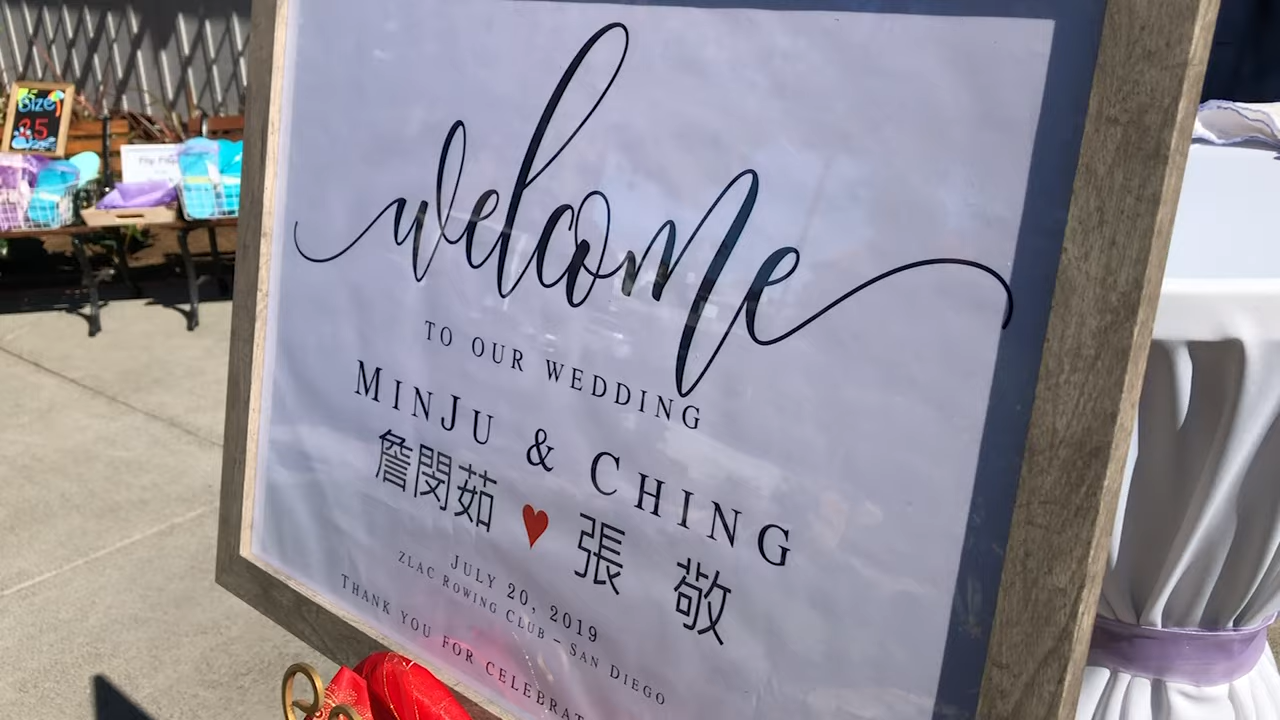 welcome
TO OUR WEDDING
MINJU & CHING
詹閔茹 ♥ 張 敬
JULY 20, 2019
ZLAC ROWING CLUB – SAN DIEGO
THANK YOU FOR CELEBRAT
Size